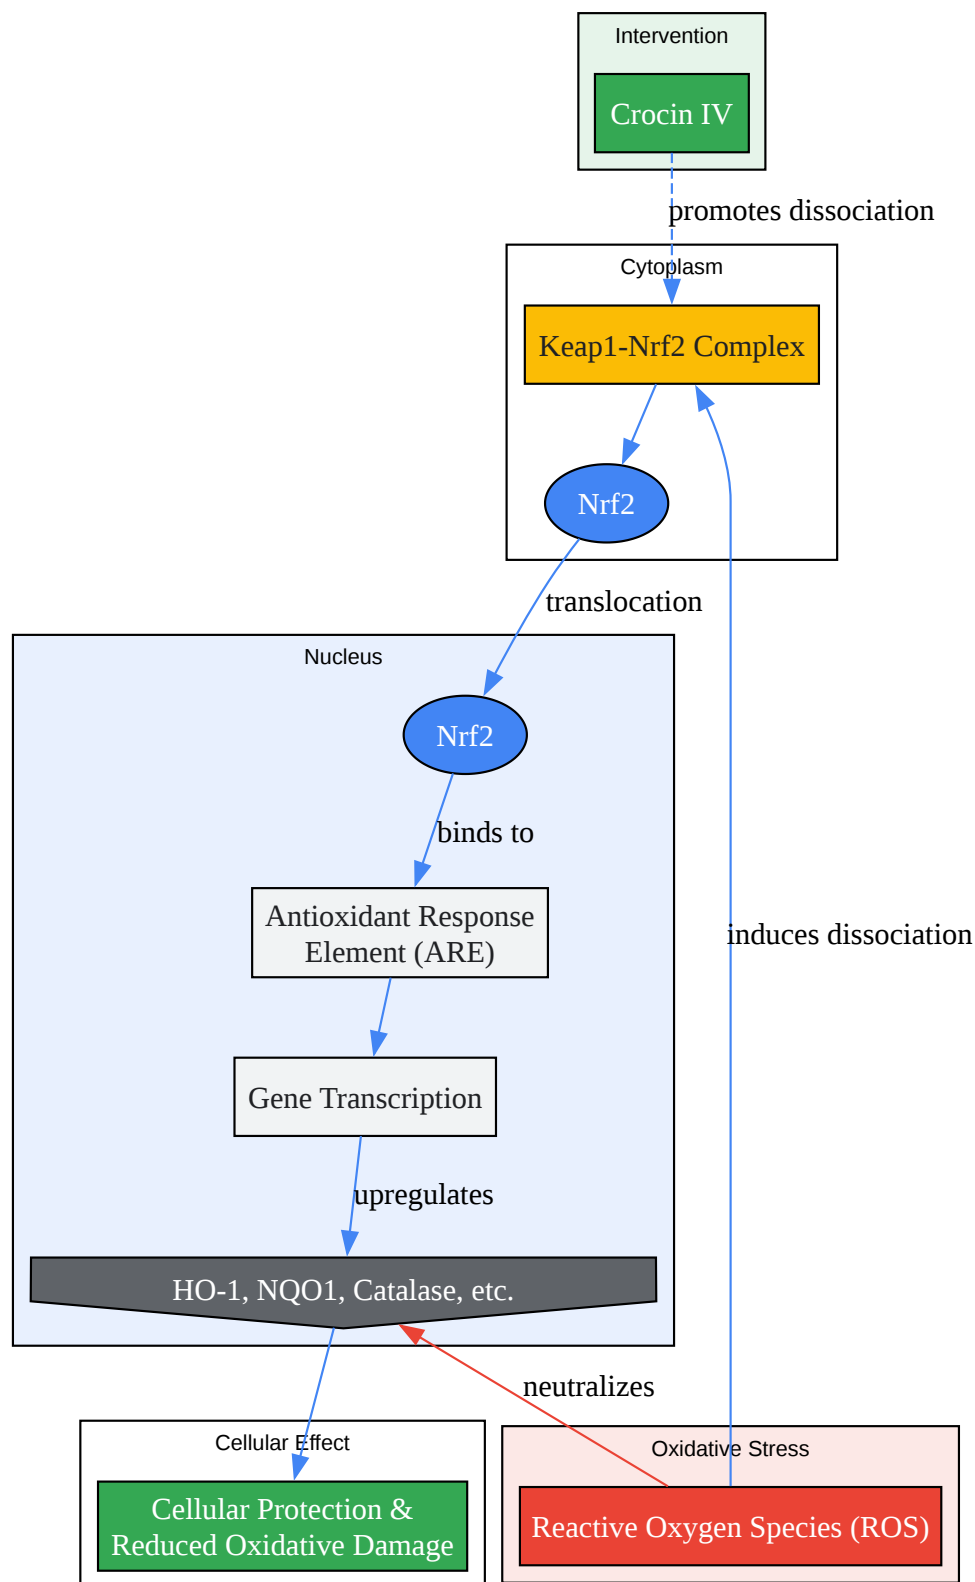 Intervention
Crocin IV
promotes dissociation
Cytoplasm
Keap1-Nrf2 Complex
Nrf2
translocation
Nucleus
Nrf2
binds to
Antioxidant Response
Element (ARE)
induces dissociation
Gene Transcription
upregulates
HO-1, NQO1, Catalase, etc.
neutralizes
Cellular Effect
Cellular Protection &
Reduced Oxidative Damage
Oxidative Stress
Reactive Oxygen Species (ROS)